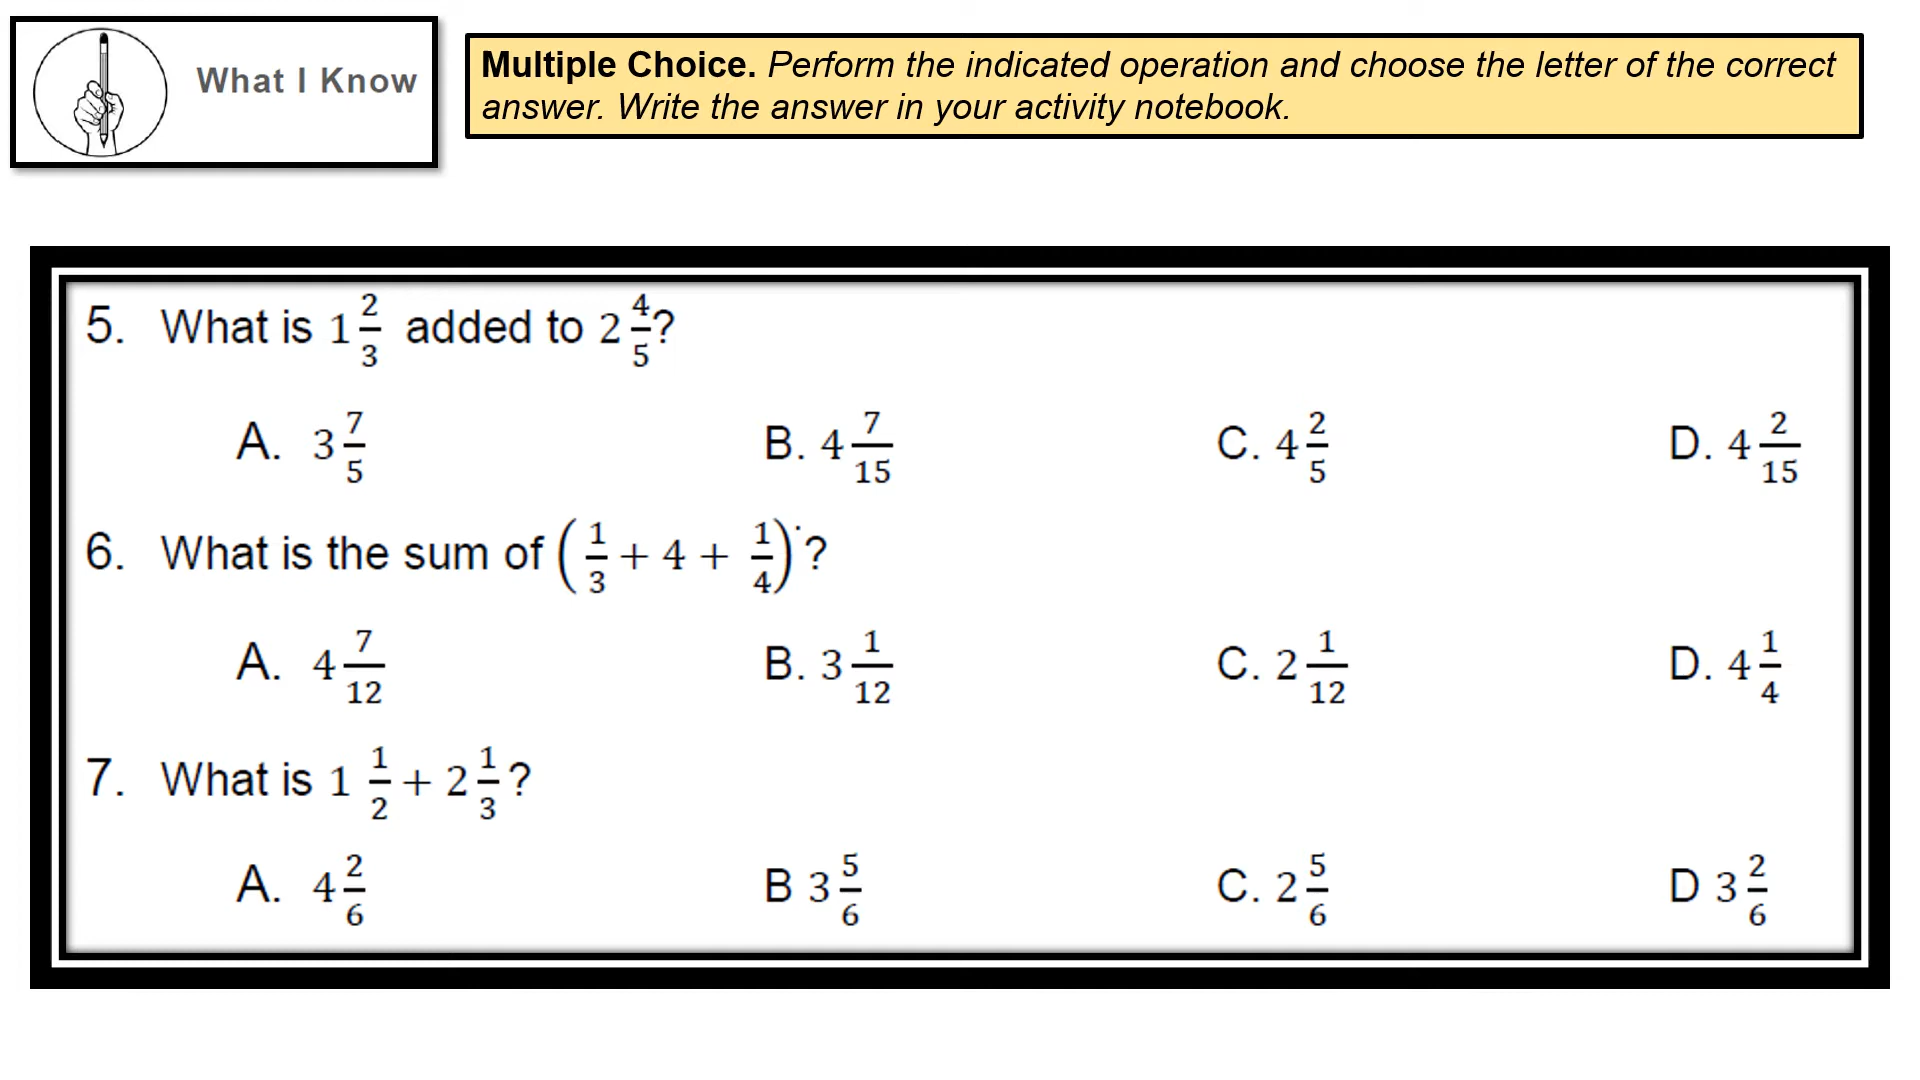 What I Know
Multiple Choice. Perform the indicated operation and choose the letter of the correct
answer. Write the answer in your activity notebook.
5. What is 1 2/3 added to 2 4/5?
A. 3 7/5 B. 4 7/15 C. 4 2/5 D. 4 2/15
6. What is the sum of (1/3 + 4 + 1/4)?
A. 4 7/12 B. 3 1/12 C. 2 1/12 D. 4 1/4
7. What is 1 1/2 + 2 1/3?
A. 4 2/6 B 3 5/6 C. 2 5/6 D 3 2/6